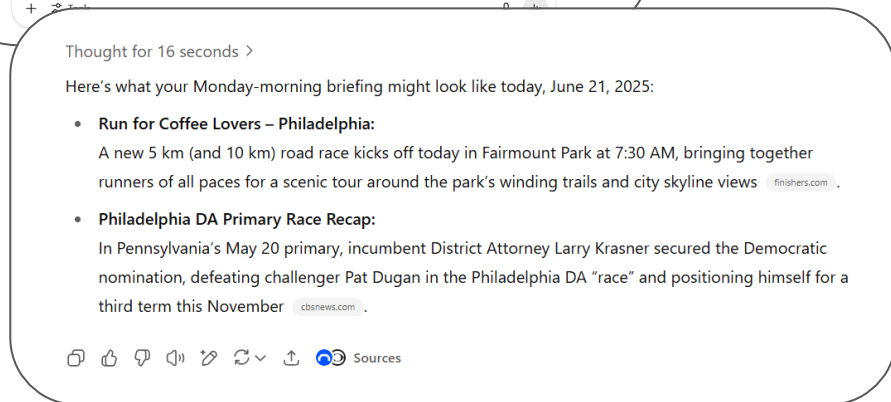 Thought for 16 seconds >
Here's what your Monday-morning briefing might look like today, June 21, 2025:
• Run for Coffee Lovers – Philadelphia:
A new 5 km (and 10 km) road race kicks off today in Fairmount Park at 7:30 AM, bringing together
runners of all paces for a scenic tour around the park's winding trails and city skyline views finishers.com .
• Philadelphia DA Primary Race Recap:
In Pennsylvania's May 20 primary, incumbent District Attorney Larry Krasner secured the Democratic
nomination, defeating challenger Pat Dugan in the Philadelphia DA “race” and positioning himself for a
third term this November cbsnews.com .
Sources